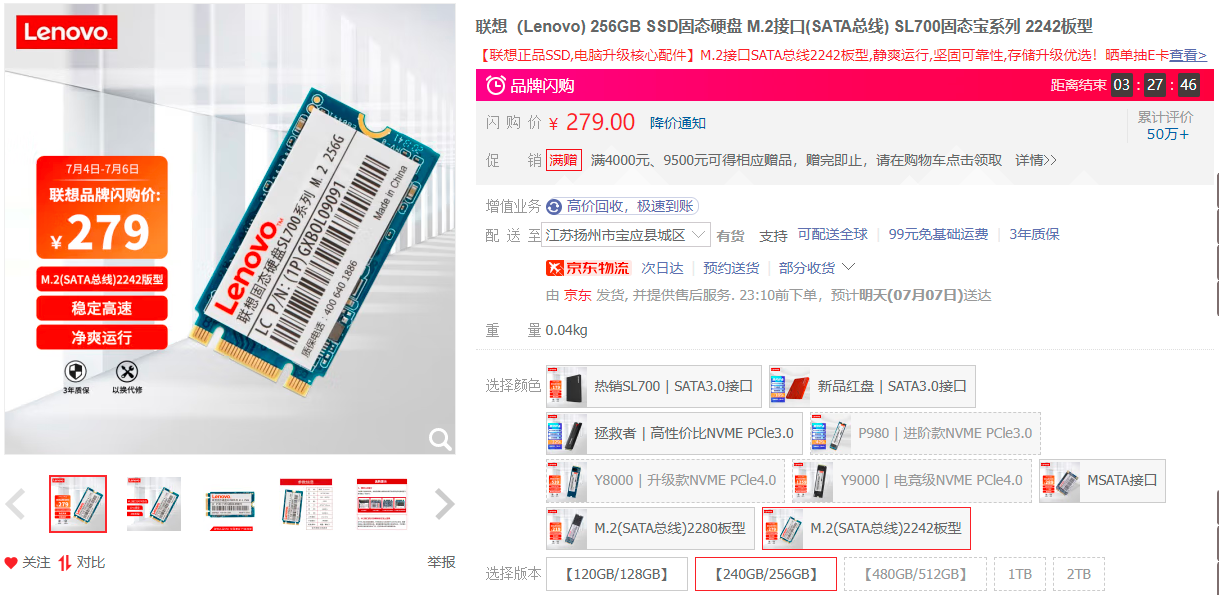 Lenovo
7月4日-7月6日
联想品牌闪购价:
¥279
M.2(SATA总线)2242版型
稳定高速
净爽运行
3年质保
以换代修
Lenovo
联想固态硬盘SL700系列 M.2 256G
LC P/N: (1P)GXB0L09091
Made in China
质保电话: 400 640 1886
关注
对比
举报
联想（Lenovo) 256GB SSD固态硬盘 M.2接口(SATA总线) SL700固态宝系列 2242板型
【联想正品SSD,电脑升级核心配件】M.2接口SATA总线2242板型,静爽运行,坚固可靠性,存储升级优选！晒单抽E卡查看>
品牌闪购
距离结束 03 : 27 : 46
闪购价 ¥ 279.00 降价通知
累计评价
50万+
促销 满赠 满4000元、9500元可得相应赠品，赠完即止，请在购物车点击领取 详情>>
增值业务 高价回收，极速到账
配送至 江苏扬州市宝应县城区 有货 支持 可配送全球 99元免基础运费 3年质保
京东物流 次日达 预约送货 部分收货
由 京东 发货, 并提供售后服务. 23:10前下单，预计明天(07月07日)送达
重量 0.04kg
选择颜色
热销SL700 | SATA3.0接口
新品红盘 | SATA3.0接口
拯救者 | 高性价比NVME PCle3.0
P980 | 进阶款NVME PCle3.0
Y8000 | 升级款NVME PCle4.0
Y9000 | 电竞级NVME PCle4.0
MSATA接口
M.2(SATA总线)2280板型
M.2(SATA总线)2242板型
选择版本
【120GB/128GB】
【240GB/256GB】
【480GB/512GB】
1TB
2TB